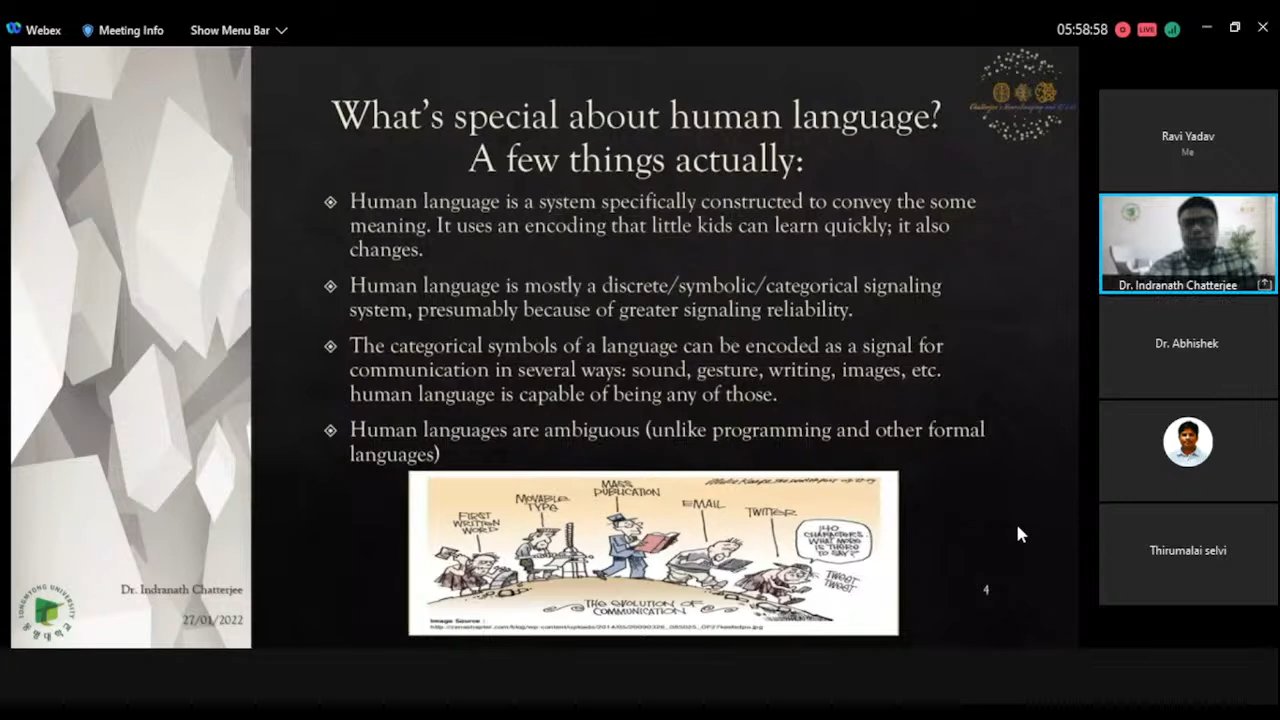 Webex
Meeting Info
Show Menu Bar
05:58:58
LIVE
What's special about human language?
A few things actually:
Human language is a system specifically constructed to convey the some
meaning. It uses an encoding that little kids can learn quickly; it also
changes.
Human language is mostly a discrete/symbolic/categorical signaling
system, presumably because of greater signaling reliability.
The categorical symbols of a language can be encoded as a signal for
communication in several ways: sound, gesture, writing, images, etc.
human language is capable of being any of those.
Human languages are ambiguous (unlike programming and other formal
languages)
FIRST
WRITTEN
WORD
MOVABLE
TYPE
MASS
PUBLICATION
EMAIL
TWITTER
140
CHARACTERS.
WHAT MORE
IS THERE
TO SAY?
TWEET
TWEET
THE EVOLUTION OF
COMMUNICATION
Image Source :
4
Dr. Indranath Chatterjee
27/01/2022
TONGMYONG UNIVERSITY
동명대학교
Ravi Yadav
Me
Dr. Indranath Chatterjee
Dr. Abhishek
Thirumalai selvi